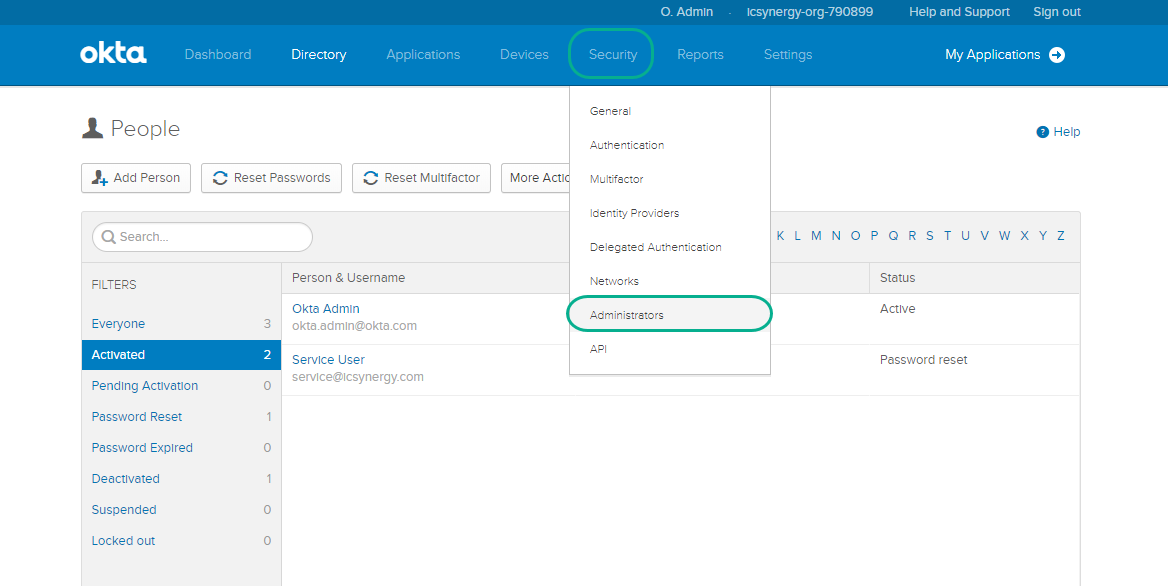 O. Admin - icsynergy-org-790899 Help and Support Sign out
okta Dashboard Directory Applications Devices Security Reports Settings My Applications
General
Authentication
Multifactor
Identity Providers
Delegated Authentication
Networks
Administrators
API
People
? Help
Add Person Reset Passwords Reset Multifactor More Actio
Search... K L M N O P Q R S T U V W X Y Z
FILTERS
Everyone 3
Activated 2
Pending Activation 0
Password Reset 1
Password Expired 0
Deactivated 1
Suspended 0
Locked out 0
Person & Username Status
Okta Admin Active
okta.admin@okta.com
Service User Password reset
service@icsynergy.com